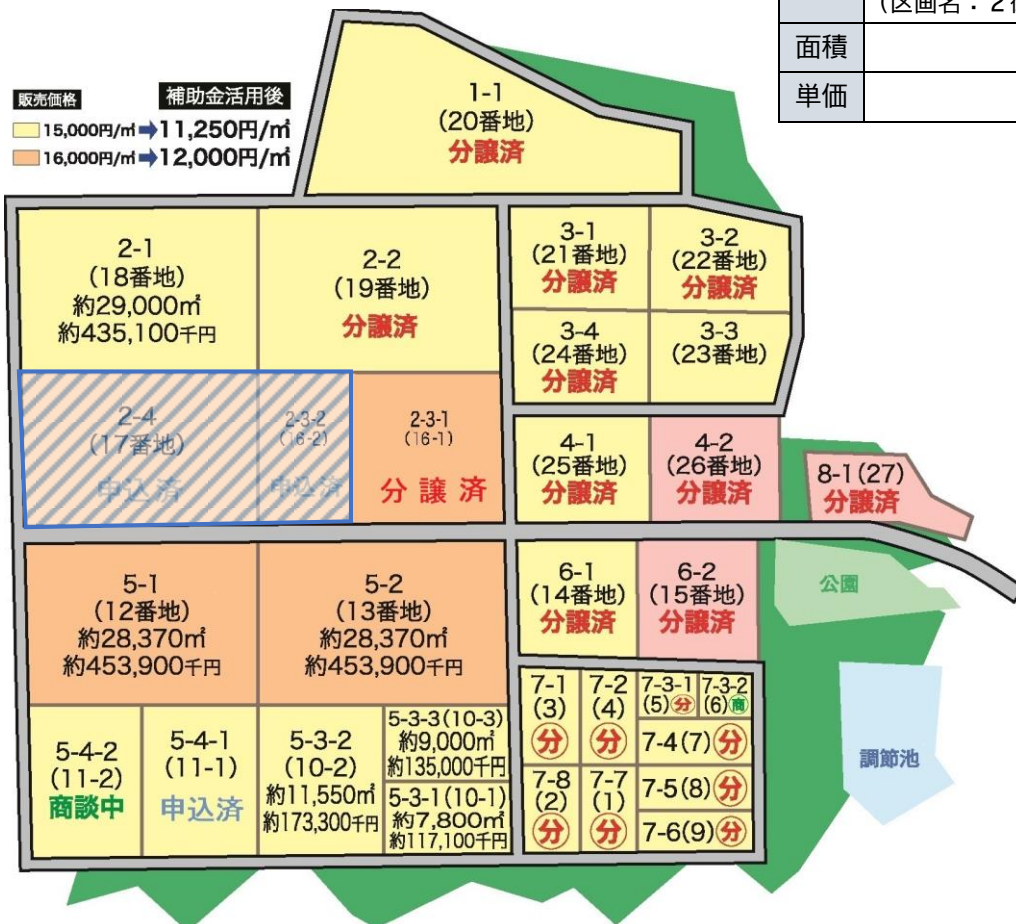 (区画名：2
面積
単価
販売価格
補助金活用後
15,000円/㎡➡11,250円/㎡
16,000円/㎡➡12,000円/㎡
1-1
(20番地)
分譲済
2-1
(18番地)
約29,000㎡
約435,100千円
2-2
(19番地)
分譲済
3-1
(21番地)
分譲済
3-2
(22番地)
分譲済
3-4
(24番地)
分譲済
3-3
(23番地)
2-4
(17番地)
申込済
2-3-2
(16-2)
申込済
2-3-1
(16-1)
分譲済
4-1
(25番地)
分譲済
4-2
(26番地)
分譲済
8-1(27)
分譲済
5-1
(12番地)
約28,370㎡
約453,900千円
5-2
(13番地)
約28,370㎡
約453,900千円
6-1
(14番地)
分譲済
6-2
(15番地)
分譲済
公園
5-4-2
(11-2)
商談中
5-4-1
(11-1)
申込済
5-3-2
(10-2)
約11,550㎡
約173,300千円
5-3-3(10-3)
約9,000㎡
約135,000千円
5-3-1(10-1)
約7,800㎡
約117,100千円
7-1
(3)
分
7-2
(4)
分
7-3-1
(5)分
7-3-2
(6)商
7-4(7)分
7-8
(2)
分
7-7
(1)
分
7-5(8)分
7-6(9)分
調節池